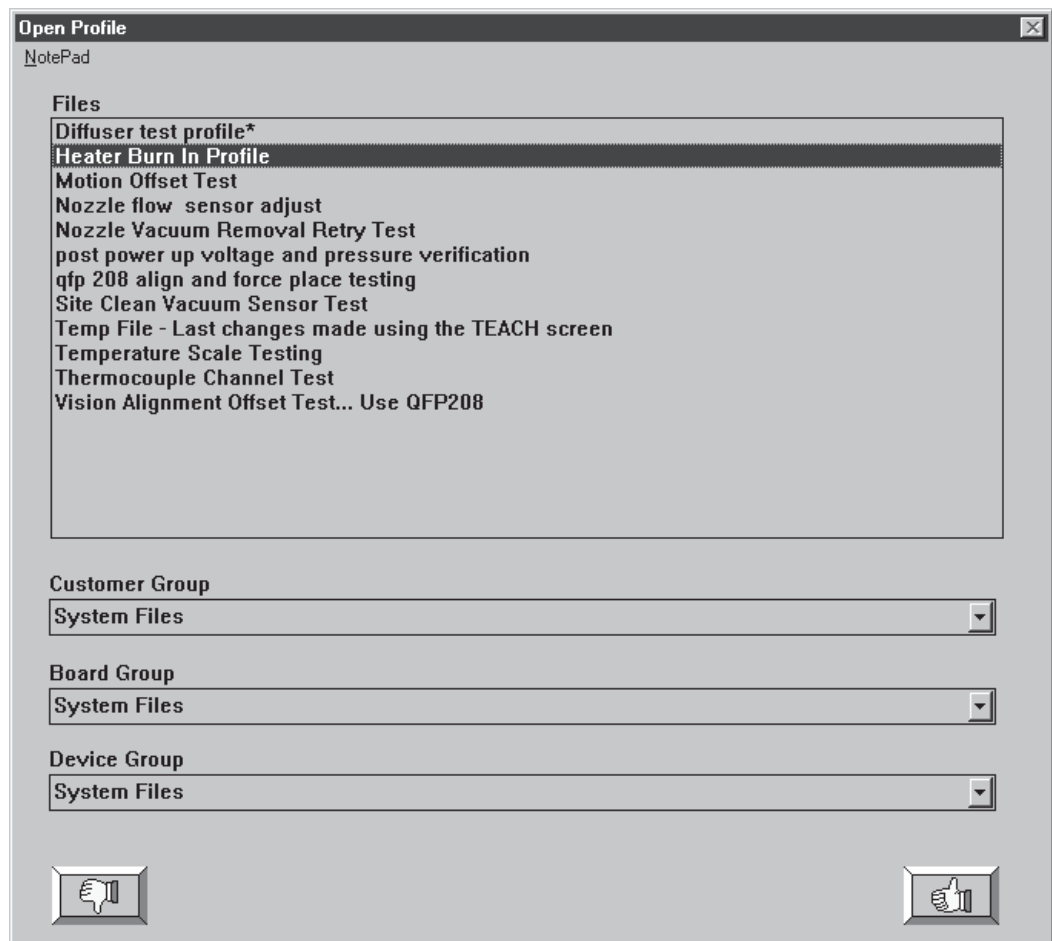 Open Profile
NotePad
Files
Diffuser test profile*
Heater Burn In Profile
Motion Offset Test
Nozzle flow  sensor adjust
Nozzle Vacuum Removal Retry Test
post power up voltage and pressure verification
qfp 208 align and force place testing
Site Clean Vacuum Sensor Test
Temp File - Last changes made using the TEACH screen
Temperature Scale Testing
Thermocouple Channel Test
Vision Alignment Offset Test... Use QFP208
Customer Group
System Files
Board Group
System Files
Device Group
System Files